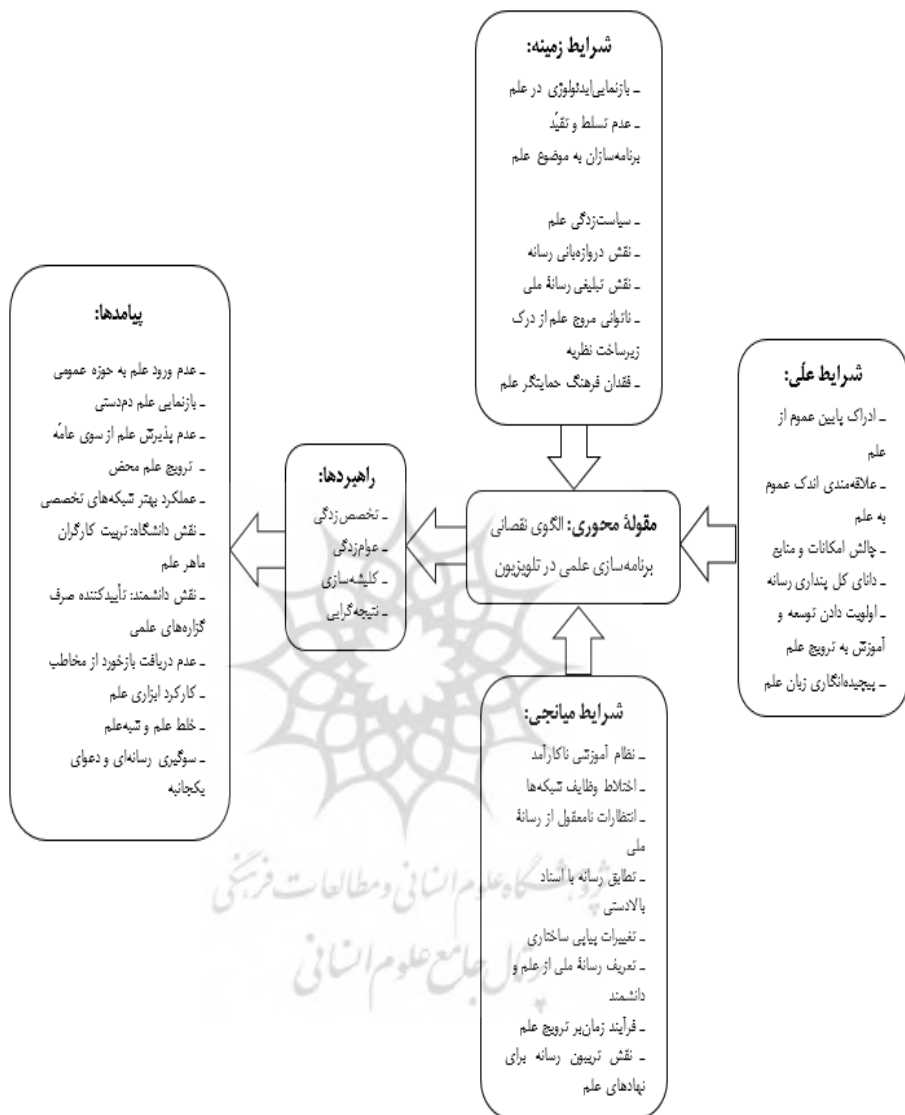 شرایط زمینه:
ـ بازنمایی‌ایدئولوژی در علم
ـ عدم تسلط و تقیّد
برنامه‌سازان به موضوع علم
ـ سیاست‌زدگی علم
ـ نقش دروازه‌بانی رسانه
ـ نقش تبلیغی رسانهٔ ملی
ـ ناتوانی مروج علم از درک
زیرساخت نظریه
ـ فقدان فرهنگ حمایتگر علم
شرایط علّی:
ـ ادراک پایین عموم از
علم
ـ علاقه‌مندی اندک عموم
به علم
ـ چالش امکانات و منابع
ـ دانای کل پنداری رسانه
ـ اولویت دادن توسعه و
آموزش به ترویج علم
ـ پیچیده‌انگاری زبان علم
مقولهٔ محوری: الگوی نقصانی
برنامه‌سازی علمی در تلویزیون
راهبردها:
ـ تخصص‌زدگی
ـ عوام‌زدگی
ـ کلیشه‌سازی
ـ نتیجه‌گرایی
پیامدها:
ـ عدم ورود علم به حوزه عمومی
ـ بازنمایی علم دم‌دستی
ـ عدم پذیرش علم از سوی عامّه
ـ ترویج علم محض
ـ عملکرد بهتر شبکه‌های تخصصی
ـ نقش دانشگاه: تربیت کارگران
ماهر علم
ـ نقش دانشمند: تأییدکننده صرف
گزاره‌های علمی
ـ عدم دریافت بازخورد از مخاطب
ـ کارکرد ابزاری علم
ـ خلط علم و شبه‌علم
ـ سوگیری رسانه‌ای و دعوای
یکجانبه
شرایط میانجی:
ـ نظام آموزشی ناکارآمد
ـ اختلاط وظایف شبکه‌ها
ـ انتظارات نامعقول از رسانهٔ
ملی
ـ تطابق رسانه با اسناد
بالادستی
ـ تغییرات پیاپی ساختاری
ـ تعریف رسانهٔ ملی از علم و
دانشمند
ـ فرآیند زمان‌بر ترویج علم
ـ نقش تریبون رسانه برای
نهادهای علم
پژوهشگاه علوم انسانی و مطالعات فرهنگی
پرتال جامع علوم انسانی